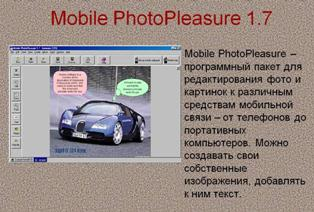 Mobile PhotoPleasure 1.7
Mobile PhotoPleasure –
программный пакет для
редактирования фото и
картинок к различным
средствам мобильной
связи – от телефонов до
портативных
компьютеров. Можно
создавать свои
собственные
изображения, добавлять
к ним текст.